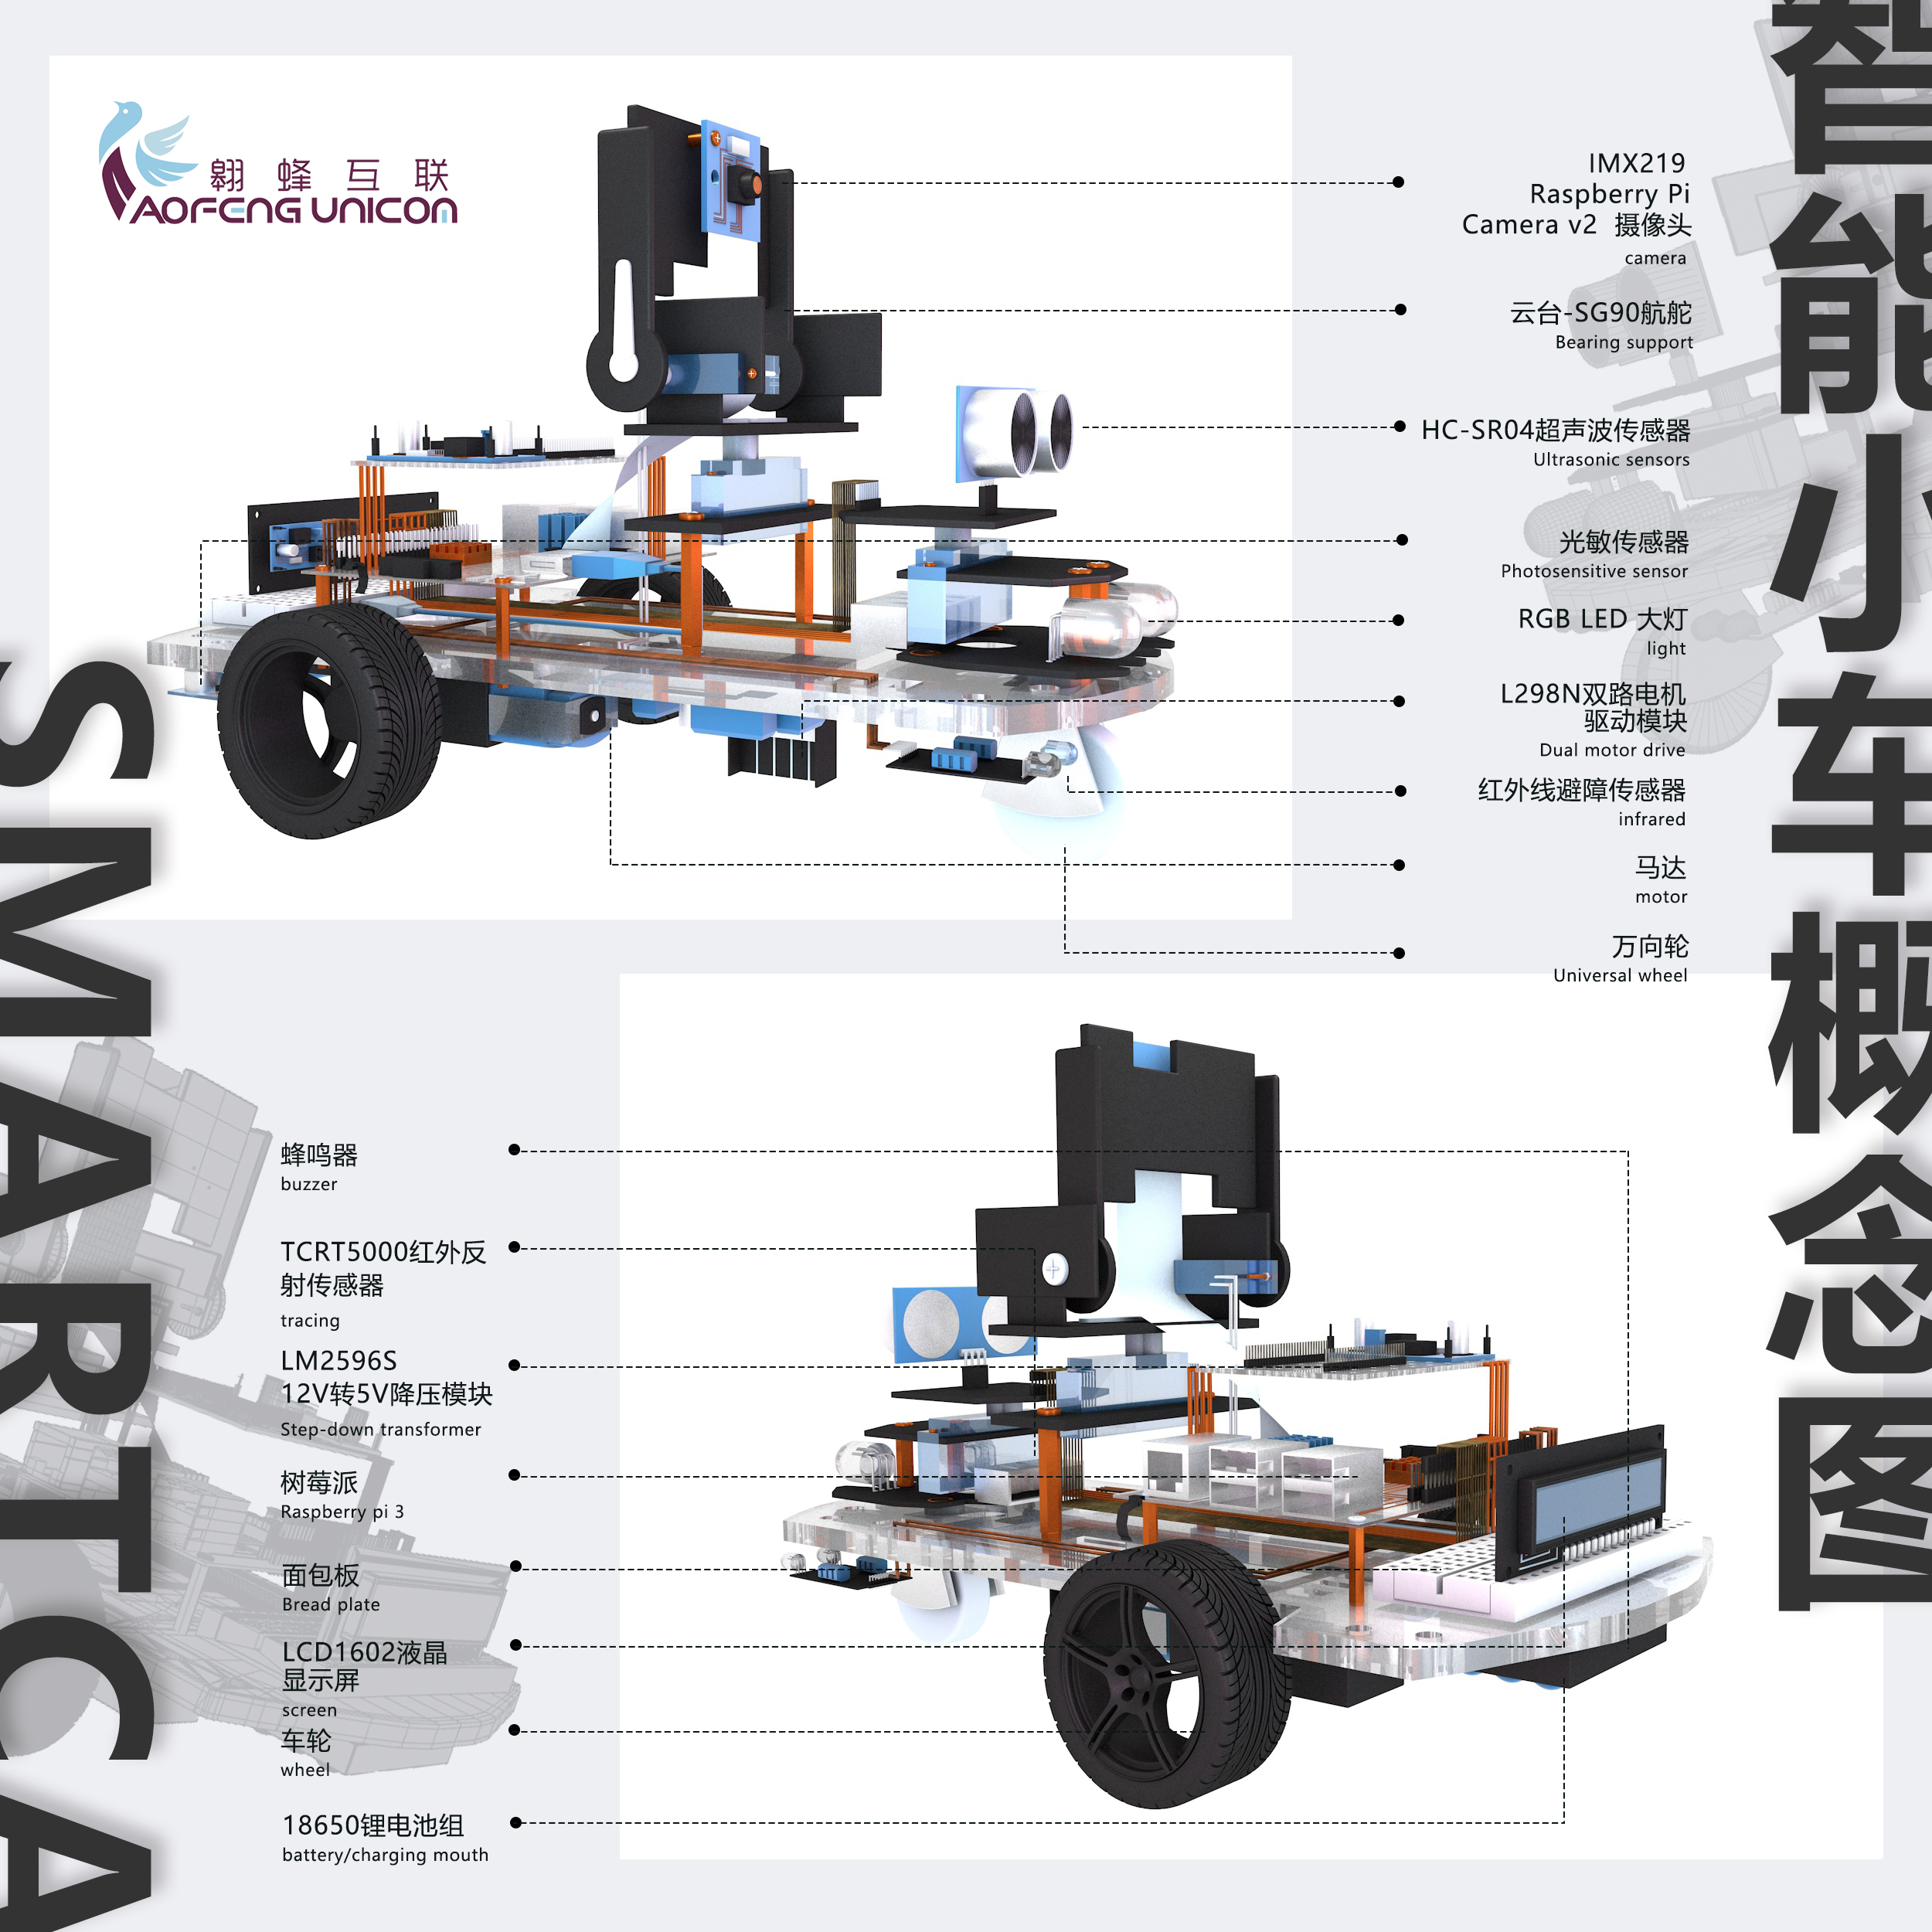 翱 蜂 互 联
AOFENG UNICOM
智能小车概念图
SMARTCA
IMX219
Raspberry Pi
Camera v2 摄像头
camera
云台-SG90航舵
Bearing support
HC-SR04超声波传感器
Ultrasonic sensors
光敏传感器
Photosensitive sensor
RGB LED 大灯
light
L298N双路电机
驱动模块
Dual motor drive
红外线避障传感器
infrared
马达
motor
万向轮
Universal wheel
蜂鸣器
buzzer
TCRT5000红外反
射传感器
tracing
LM2596S
12V转5V降压模块
Step-down transformer
树莓派
Raspberry pi 3
面包板
Bread plate
LCD1602液晶
显示屏
screen
车轮
wheel
18650锂电池组
battery/charging mouth